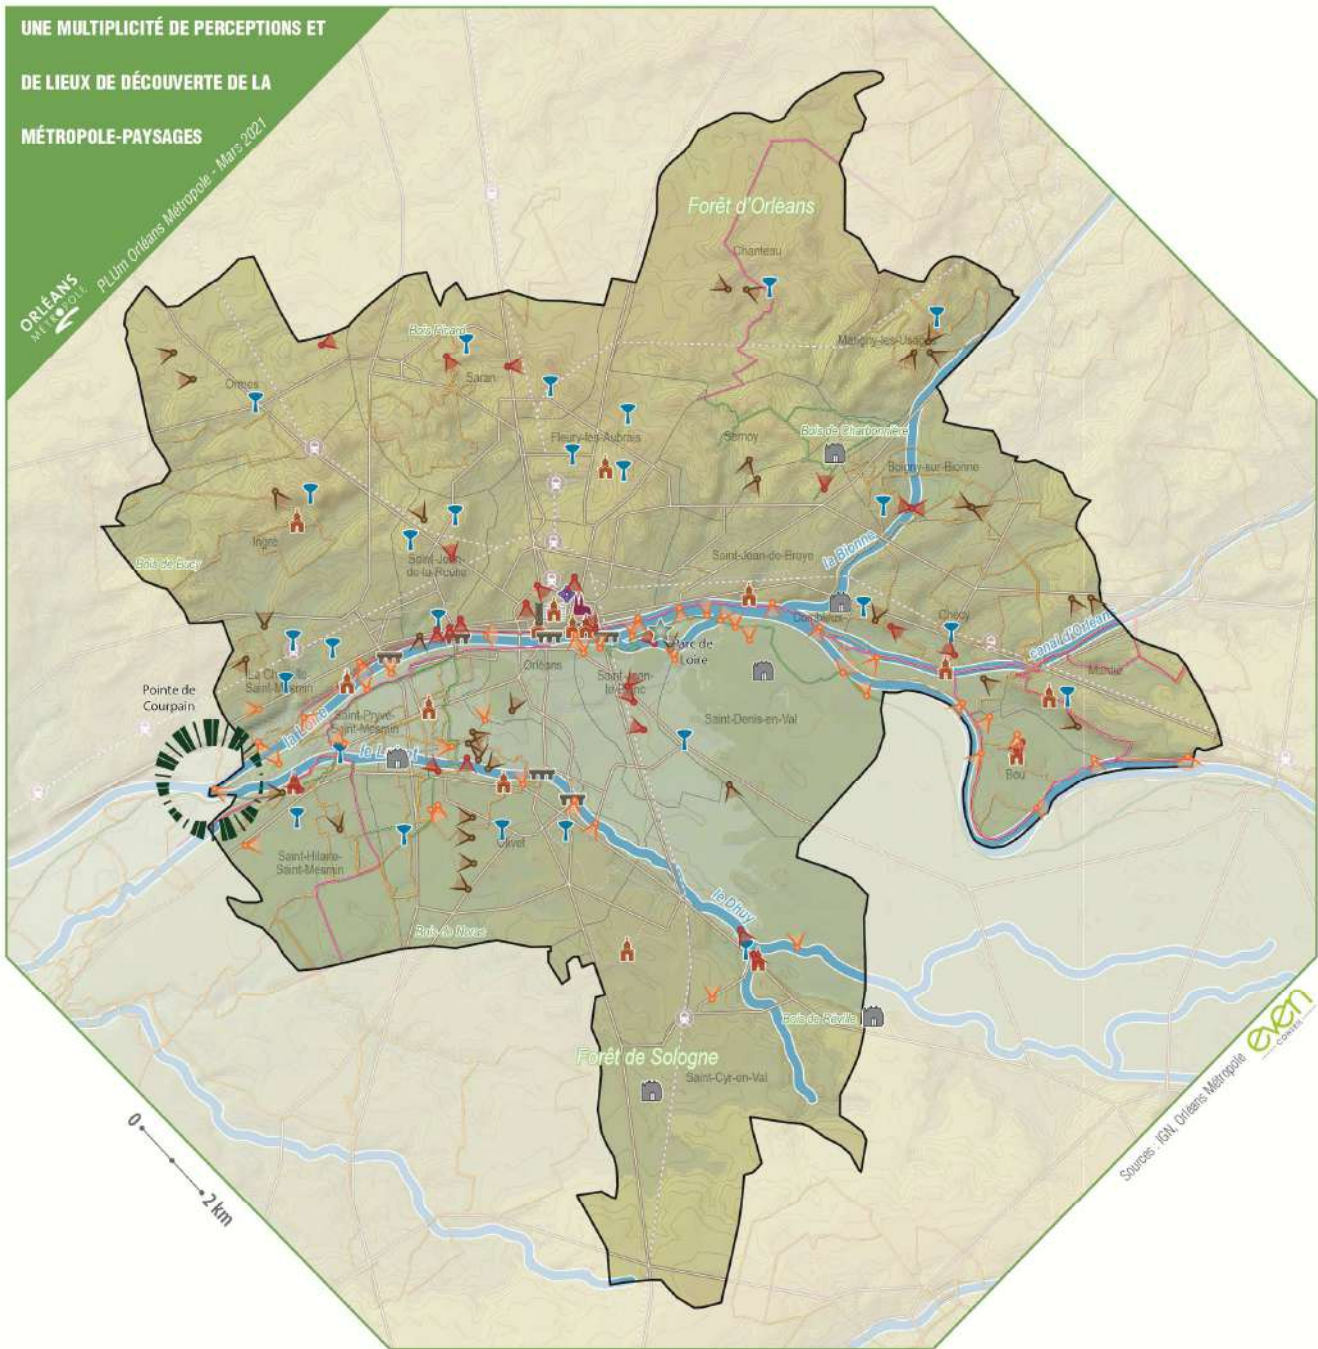 UNE MULTIPLICITÉ DE PERCEPTIONS ET
DE LIEUX DE DÉCOUVERTE DE LA
MÉTROPOLE-PAYSAGES
PLUm Orléans Métropole - Mars 2021
ORLÉANS
MÉTROPOLE
Forêt d'Orléans
Chanteau
Bois Picard
Marigny-les-Usages
Saran
Ormes
Fleury-les-Aubrais
Semoy
Bois de Charbonnière
Boigny-sur-Bionne
Ingré
Saint-Jean-de-Braye
la Bionne
Saint-Jean-
de-la-Ruelle
Bois de Bucy
Combleux
Chécy
canal d'Orléans
Mardié
Orléans
Parc de
Loire
La Chapelle
Saint-Mesmin
Saint-Jean-
le-Blanc
Pointe de
Courpain
Saint-Pryvé-
Saint-Mesmin
la Loire
Saint-Denis-en-Val
le Loiret
Bou
Olivet
Saint-Hilaire-
Saint-Mesmin
le Dhuy
Bois de Noras
Bois de Réville
Forêt de Sologne
Saint-Cyr-en-Val
0
2 km
Sources : IGN, Orléans Métropole
even
CONSEIL